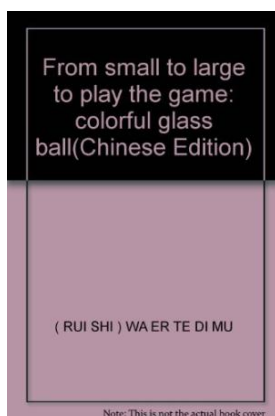 From small to large
to play the game:
colorful glass
ball(Chinese Edition)
( RUI SHI ) WA ER TE DI MU
Note: This is not the actual book cover